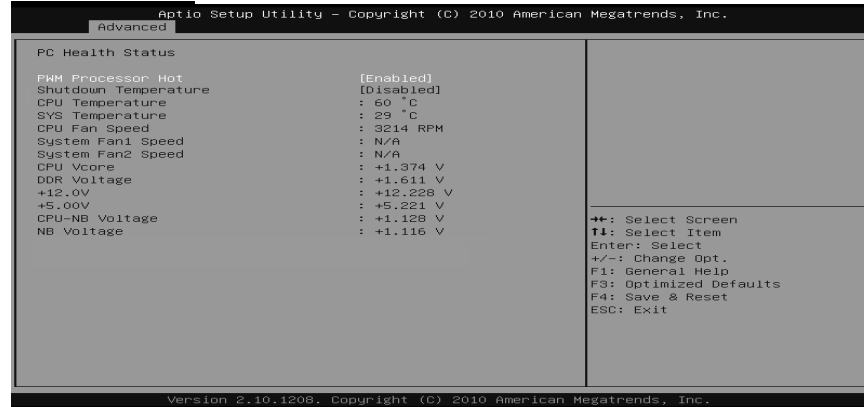 Aptio Setup Utility – Copyright (C) 2010 American Megatrends, Inc.
Advanced
PC Health Status
PWM Processor Hot [Enabled]
Shutdown Temperature [Disabled]
CPU Temperature : 60 °C
SYS Temperature : 29 °C
CPU Fan Speed : 3214 RPM
System Fan1 Speed : N/A
System Fan2 Speed : N/A
CPU Vcore : +1.374 V
DDR Voltage : +1.611 V
+12.0V : +12.228 V
+5.00V : +5.221 V
CPU-NB Voltage : +1.128 V
NB Voltage : +1.116 V
→←: Select Screen
↑↓: Select Item
Enter: Select
+/-: Change Opt.
F1: General Help
F3: Optimized Defaults
F4: Save & Reset
ESC: Exit
Version 2.10.1208. Copyright (C) 2010 American Megatrends, Inc.